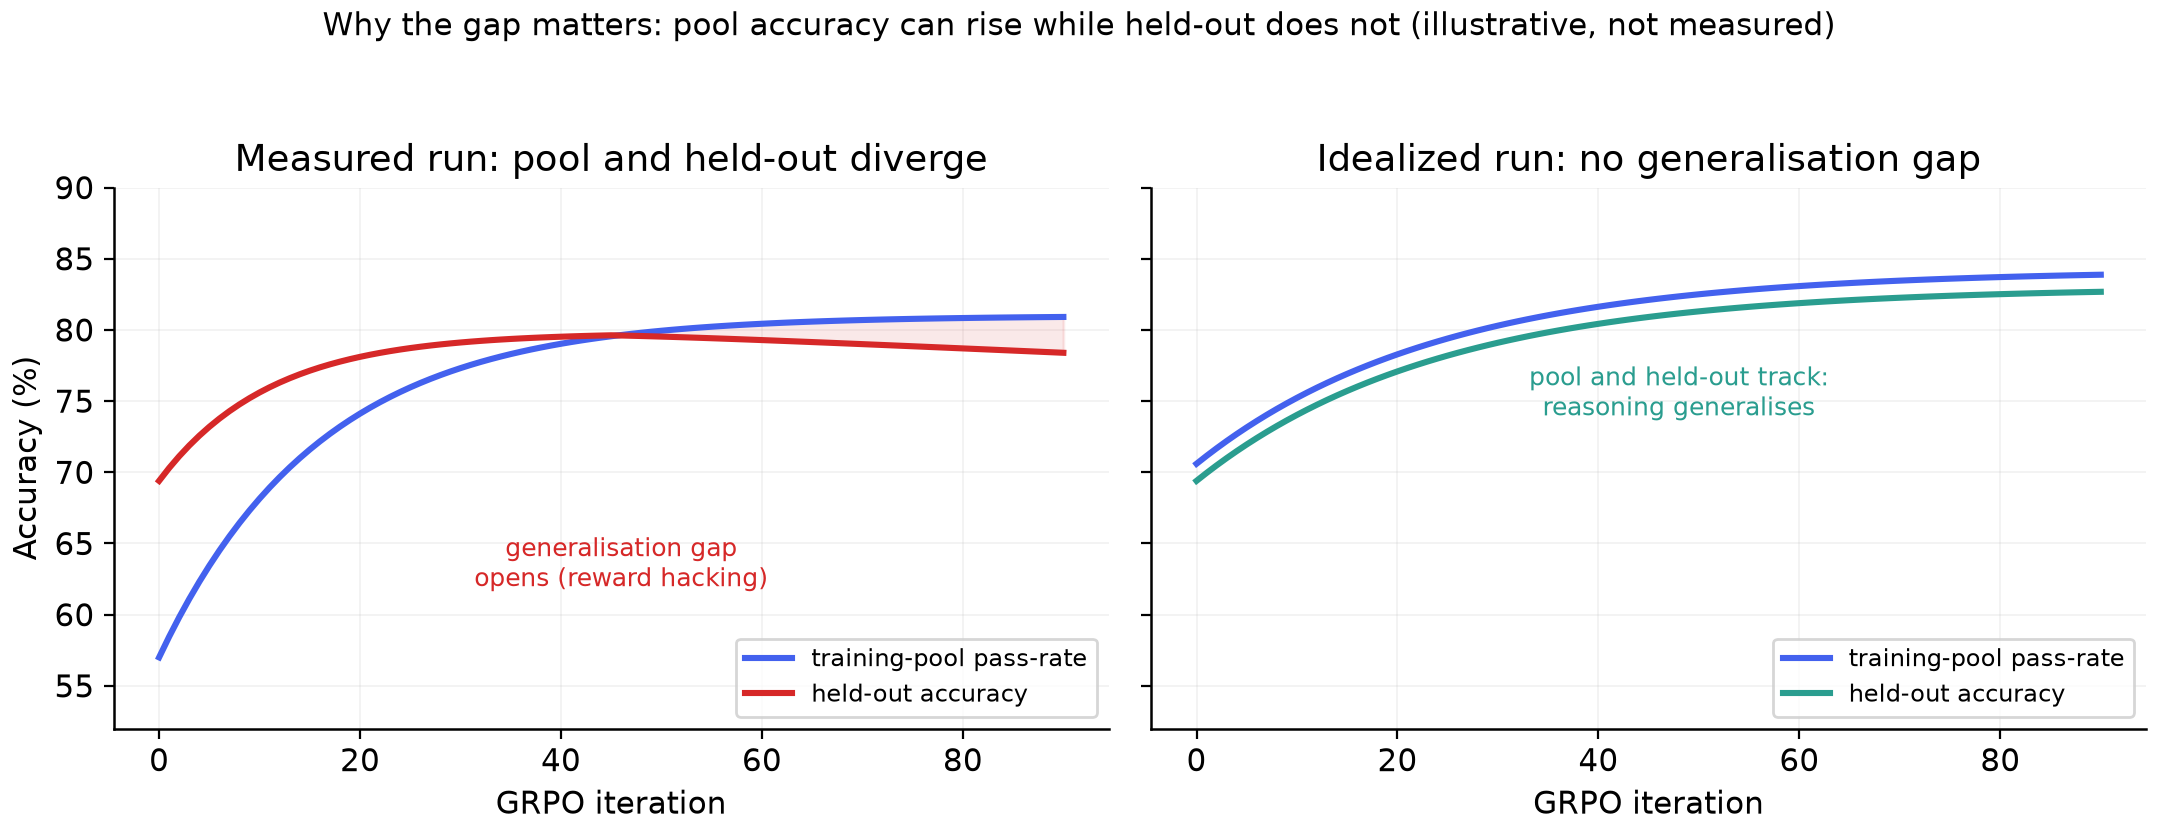 Why the gap matters: pool accuracy can rise while held-out does not (illustrative, not measured)
Measured run: pool and held-out diverge
90
85
80
75
70
65
60
55
Accuracy (%)
generalisation gap
opens (reward hacking)
training-pool pass-rate
held-out accuracy
0
20
40
60
80
GRPO iteration
Idealized run: no generalisation gap
pool and held-out track:
reasoning generalises
training-pool pass-rate
held-out accuracy
0
20
40
60
80
GRPO iteration